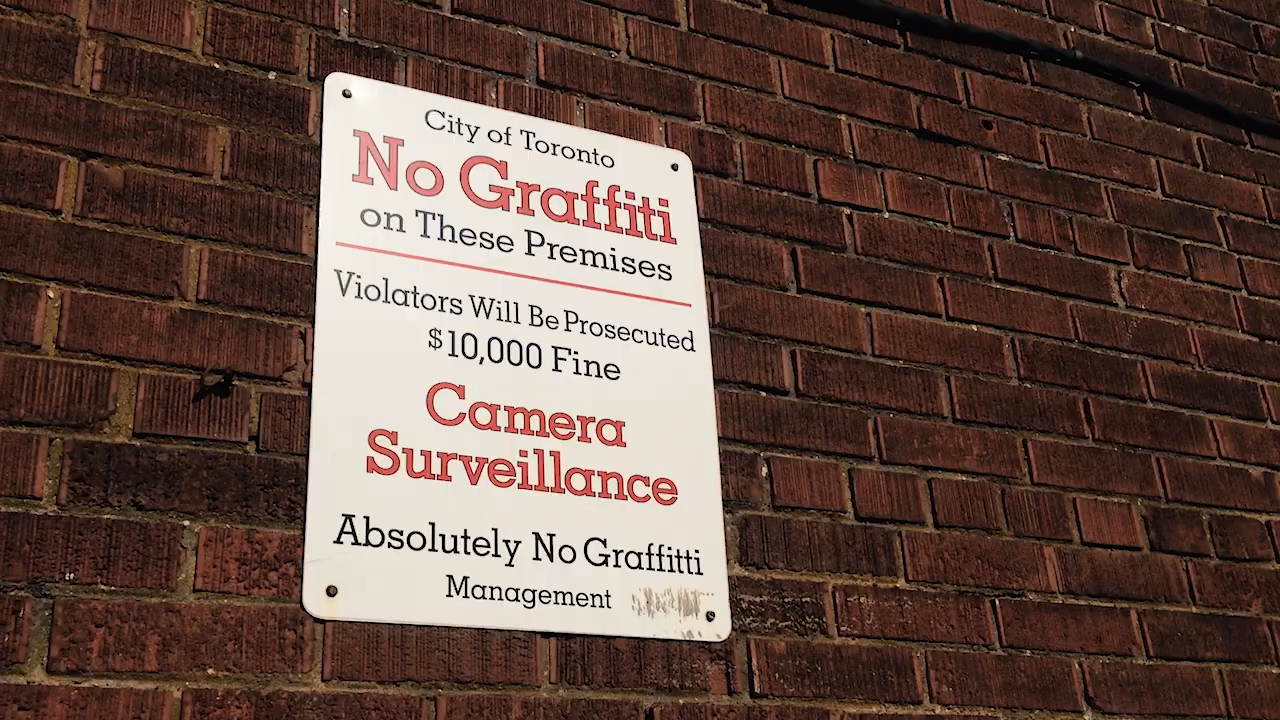 City of Toronto
No Graffiti
on These Premises
Violators Will Be Prosecuted
$10,000 Fine
Camera
Surveillance
Absolutely No Graffitti
Management